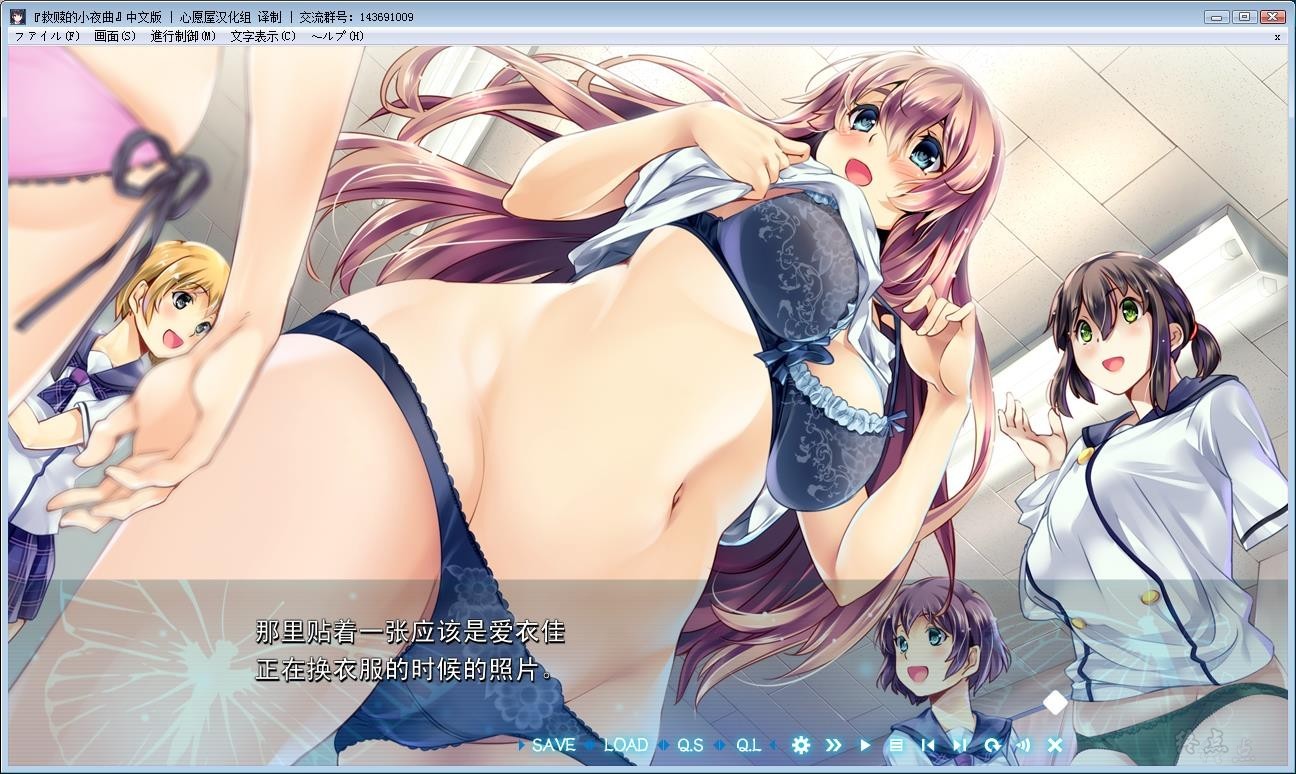 『救赎的小夜曲』中文版 | 心愿屋汉化组 译制 | 交流群号: 143691009
ファイル(F) 画面(S) 進行制御(M) 文字表示(C) ヘルプ(H) x
那里贴着一张应该是爱衣佳
正在换衣服的时候的照片。
SAVE LOAD Q.S Q.L
终点